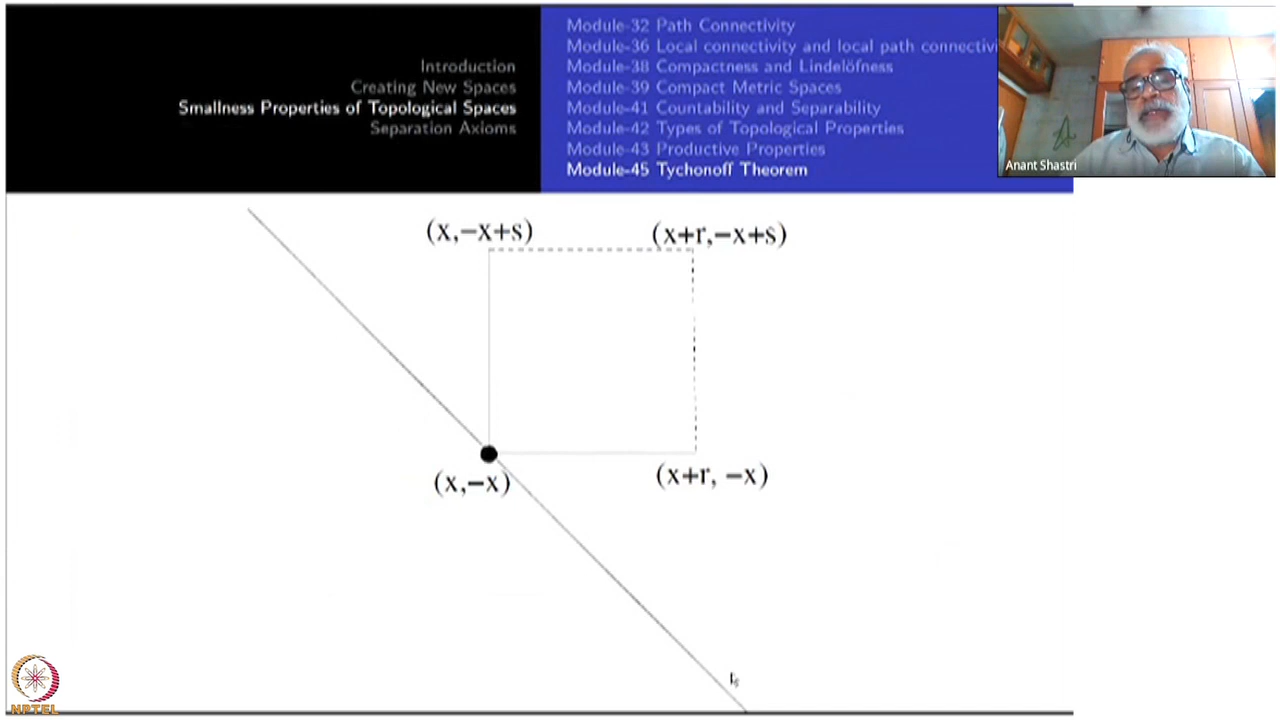 Introduction
Creating New Spaces
Smallness Properties of Topological Spaces
Separation Axioms
Module-32 Path Connectivity
Module-36 Local connectivity and local path connectivi
Module-38 Compactness and Lindelöfness
Module-39 Compact Metric Spaces
Module-41 Countability and Separability
Module-42 Types of Topological Properties
Module-43 Productive Properties
Module-45 Tychonoff Theorem
Anant Shastri
(x,−x+s)
(x+r,−x+s)
(x,−x)
(x+r, −x)
NPTEL